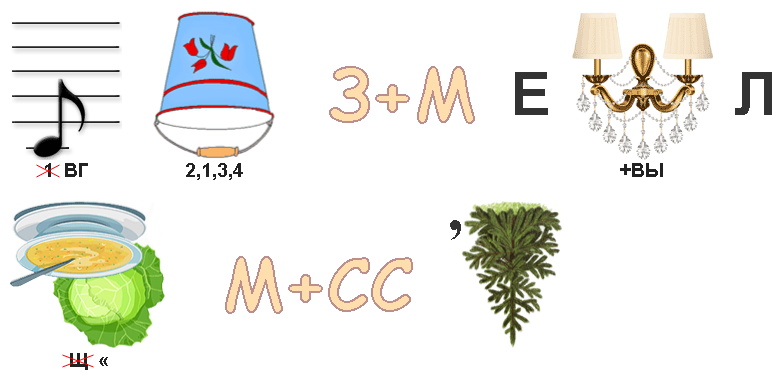 З+М Е Л
1 ВГ 2,1,3,4 +ВЫ
М+СС ,
Щ «